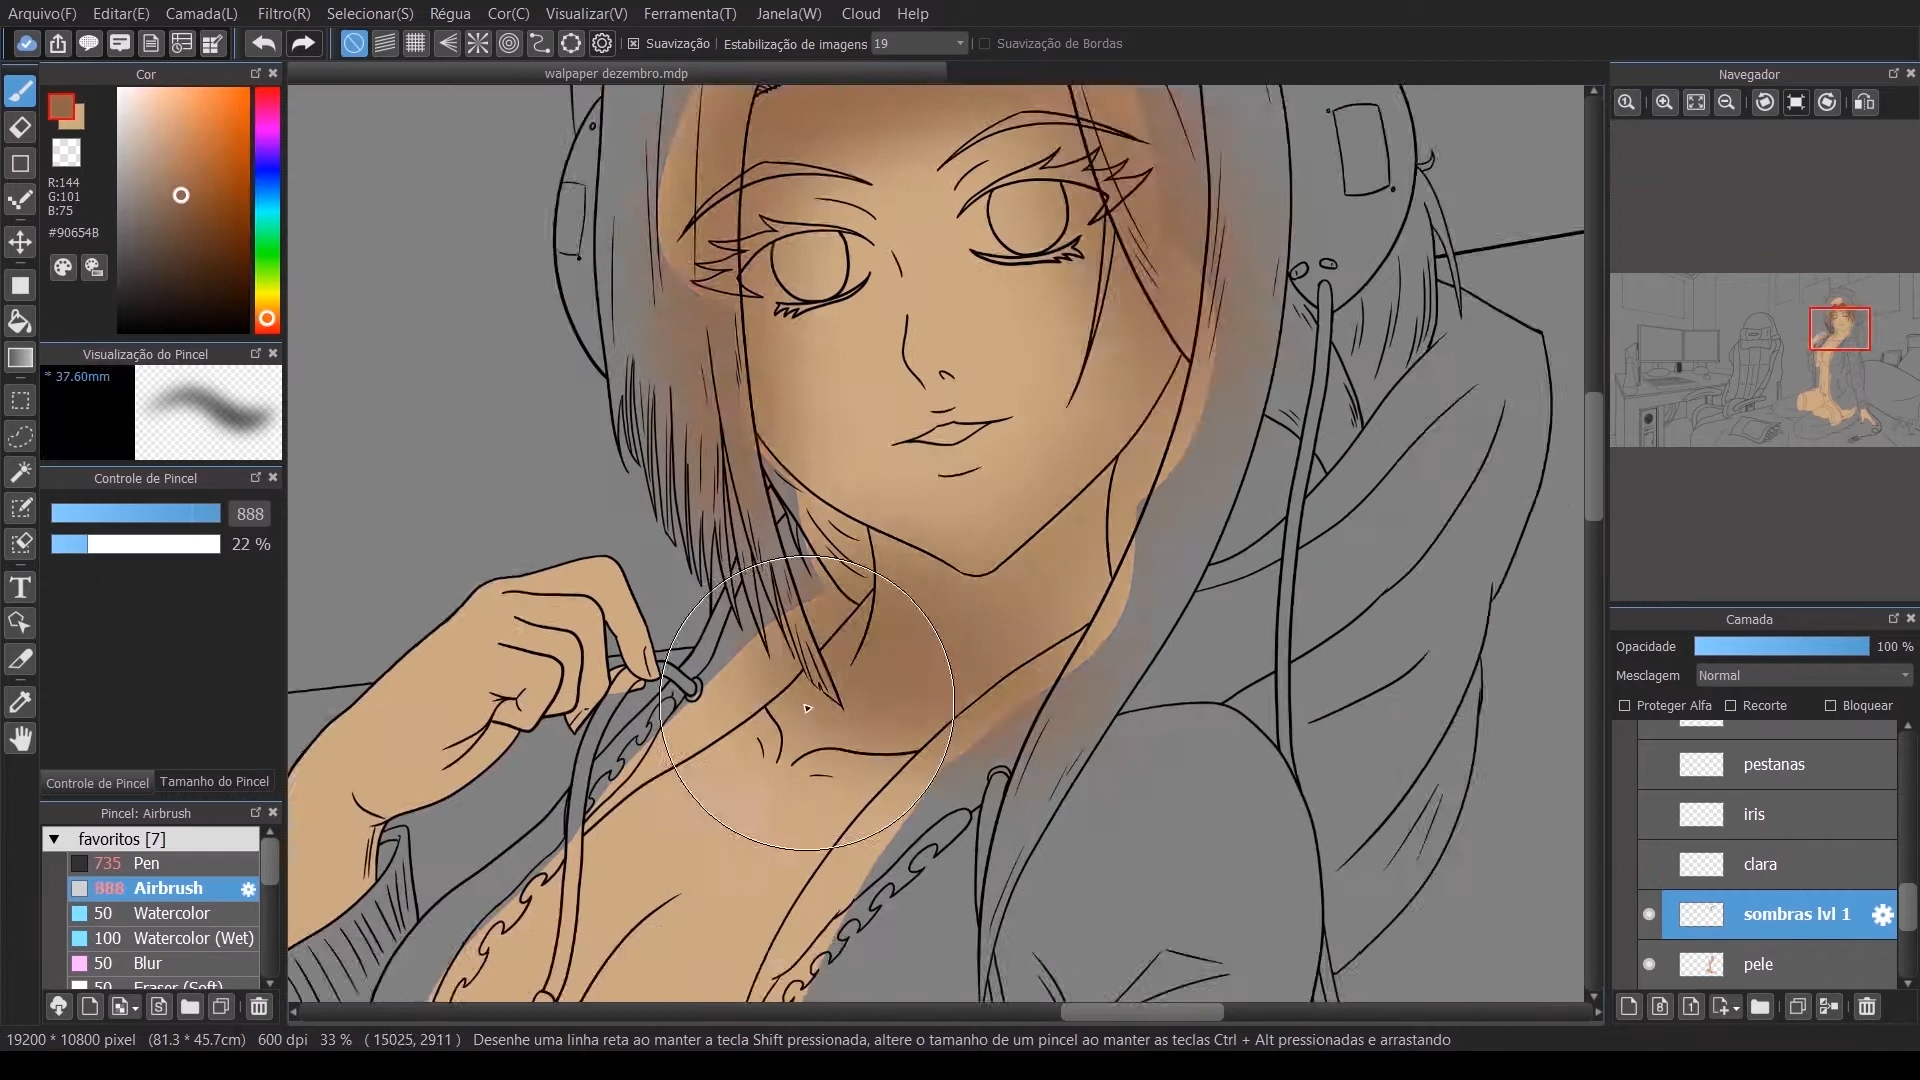 Arquivo(F) Editar(E) Camada(L) Filtro(R) Selecionar(S) Régua Cor(C) Visualizar(V) Ferramenta(T) Janela(W) Cloud Help
Suavização Estabilização de imagens 19 Suavização de Bordas
Cor
walpaper dezembro.mdp
Navegador
R:144
G:101
B:75
#90654B
Visualização do Pincel
* 37.60mm
Controle de Pincel
888
22 %
Controle de Pincel Tamanho do Pincel
Pincel: Airbrush
favoritos [7]
735 Pen
888 Airbrush
50 Watercolor
100 Watercolor (Wet)
50 Blur
50 Eraser (Soft)
Camada
Opacidade 100 %
Mesclagem Normal
Proteger Alfa Recorte Bloquear
pestanas
iris
clara
sombras lvl 1
pele
19200 * 10800 pixel (81.3 * 45.7cm) 600 dpi 33 % ( 15025, 2911 ) Desenhe uma linha reta ao manter a tecla Shift pressionada, altere o tamanho de um pincel ao manter as teclas Ctrl + Alt pressionadas e arrastando